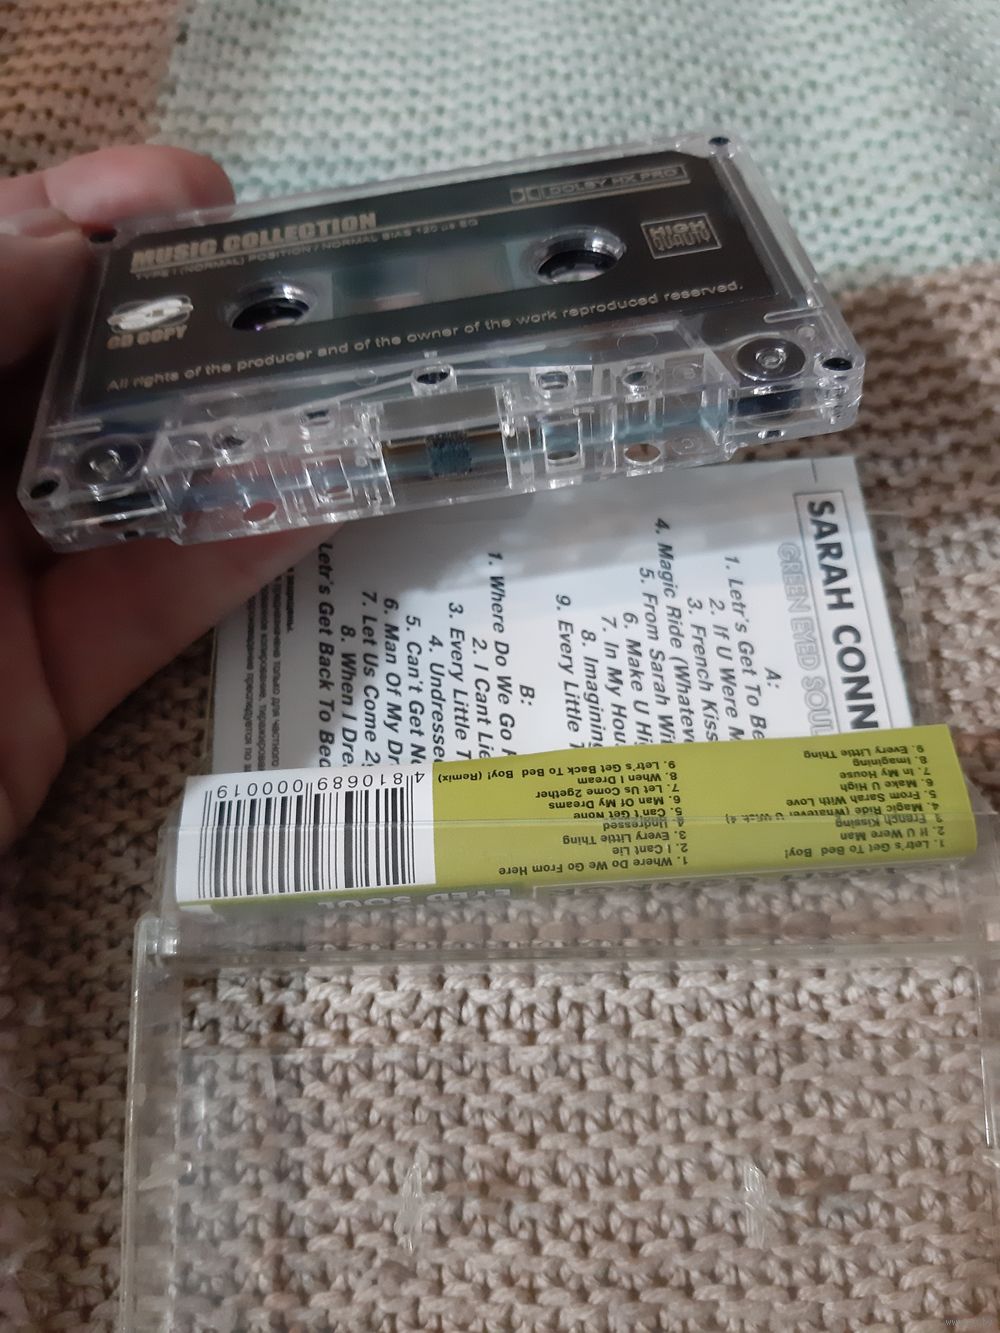 MUSIC COLLECTION
TYPE I (NORMAL) POSITION / NORMAL BIAS 120 µs EQ
DOLBY HX PRO
HIGH
QUALITY
CD COPY
All rights of the producer and of the owner of the work reproduced reserved.
SARAH CONN
GREEN EYED SOUL
A:
1. Letr's Get To Be
2. If U Were M
3. French Kiss
4. Magic Ride (Whatev
5. From Sarah Wi
6. Make U Hi
7. In My Hou
8. Imagining
9. Every Little T
B:
1. Where Do We Go F
2. I Cant Lie
3. Every Little T
4. Undresse
5. Can't Get No
6. Man Of My Dr
7. Let Us Come 2
8. When I Dre
Letr's Get Back To Bed
1. Letr's Get To Bed Boy!
2. If U Were Man
3. French Kissing
4. Magic Ride (Whatever U Wish 4)
5. From Sarah With Love
6. Make U High
7. In My House
8. Imagining
9. Every Little Thing
1. Where Do We Go From Here
2. I Cant Lie
3. Every Little Thing
4. Undressed
5. Can't Get None
6. Man Of My Dreams
7. Let Us Come 2gether
8. When I Dream
9. Letr's Get Back To Bed Boy! (Remix)
4 810689 000019
EYED SOUL